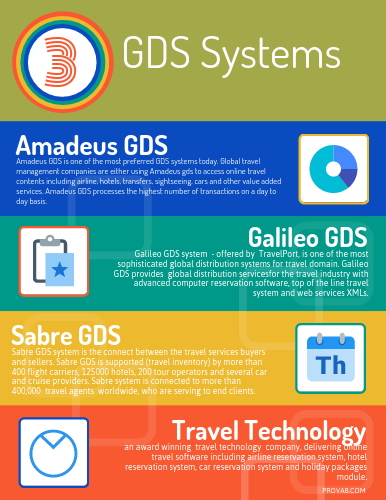 3
GDS Systems
Amadeus GDS
Amadeus GDS is one of the most preferred GDS systems today. Global travel
management companies are either using Amadeus gds to access online travel
contents including airline, hotels, transfers, sightseeing, cars and other value added
services. Amadeus GDS processes the highest number of transactions on a day to
day basis.
Galileo GDS
Galileo GDS system - offered by TravelPort, is one of the most
sophisticated global distribution systems for travel domain. Galileo
GDS provides global distribution servicesfor the travel industry with
advanced computer reservation software, top of the line travel
system and web services XMLs.
Sabre GDS
Sabre GDS system is the connect between the travel services buyers
and sellers. Sabre GDS is supported (travel inventory) by more than
400 flight carriers, 125000 hotels, 200 tour operators and several car
and cruise providers. Sabre system is connected to more than
400,000 travel agents worldwide, who are serving to end clients.
Th
Travel Technology
an award winning travel technology company, delivering online
travel software including airline reservation system, hotel
reservation system, car reservation system and holiday packages
module.
PROVAB.COM